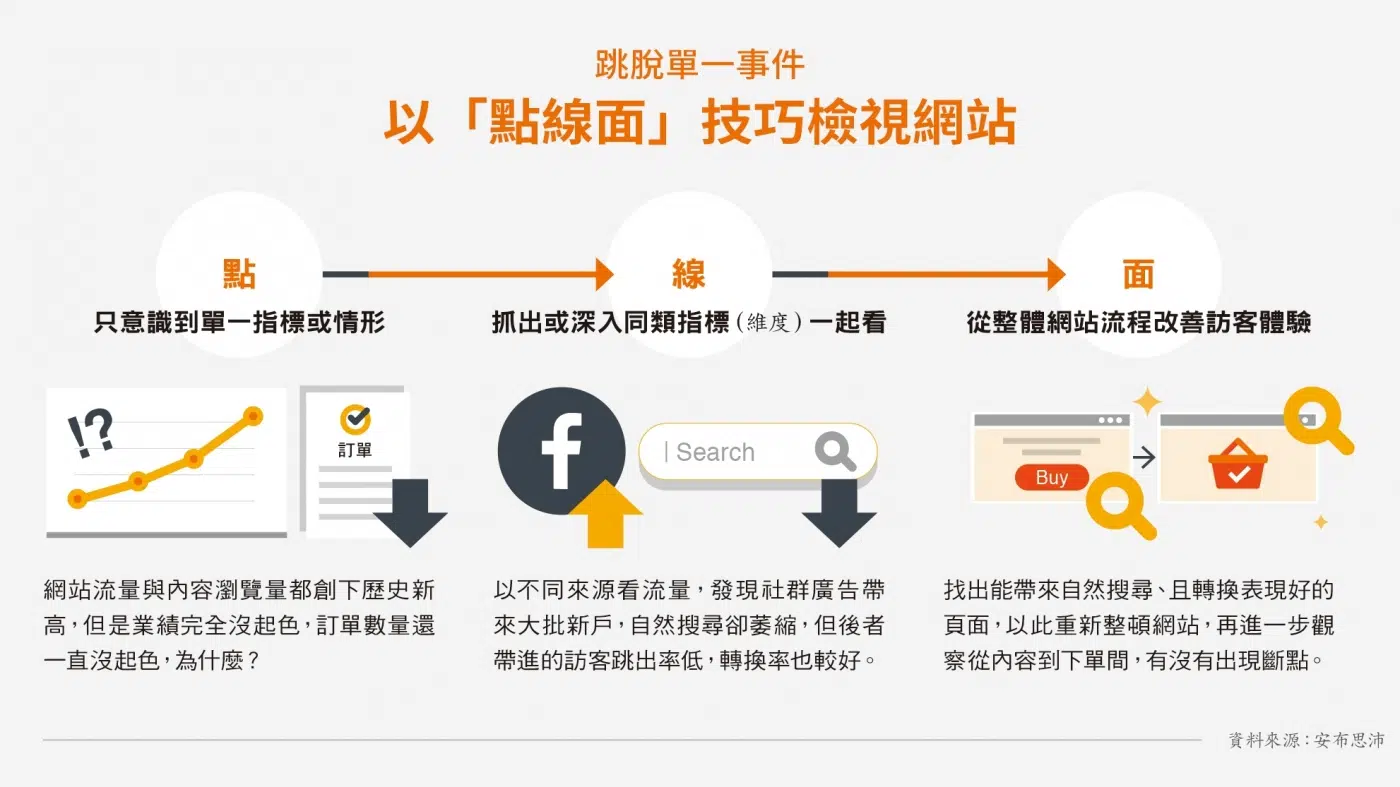 跳脫單一事件
以「點線面」技巧檢視網站
點
只意識到單一指標或情形
!?
訂單
網站流量與內容瀏覽量都創下歷史新
高，但是業績完全沒起色，訂單數量還
一直沒起色，為什麼？
線
抓出或深入同類指標（維度）一起看
f
| Search
以不同來源看流量，發現社群廣告帶
來大批新戶，自然搜尋卻萎縮，但後者
帶進的訪客跳出率低，轉換率也較好。
面
從整體網站流程改善訪客體驗
Buy
找出能帶來自然搜尋、且轉換表現好的
頁面，以此重新整頓網站，再進一步觀
察從內容到下單間，有沒有出現斷點。
資料來源：安布思沛